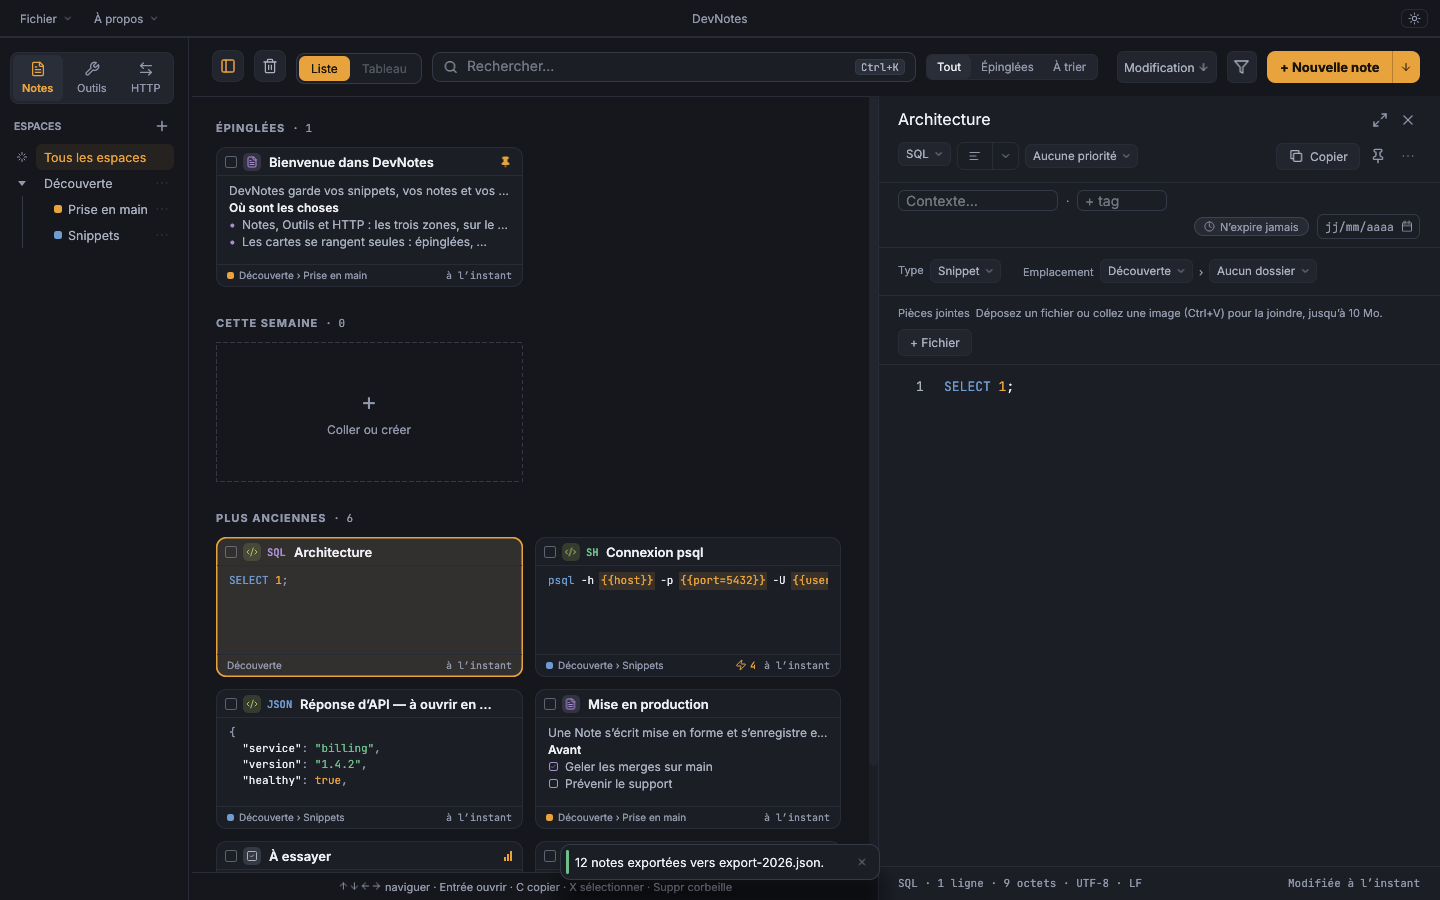 Fichier
À propos
DevNotes
Notes
Outils
HTTP
ESPACES
Tous les espaces
Découverte
Prise en main
Snippets
Liste
Tableau
Rechercher...
Ctrl+K
Tout
Épinglées
À trier
Modification
+ Nouvelle note
ÉPINGLÉES · 1
Bienvenue dans DevNotes
DevNotes garde vos snippets, vos notes et vos ...
Où sont les choses
• Notes, Outils et HTTP : les trois zones, sur le ...
• Les cartes se rangent seules : épinglées, ...
Découverte › Prise en main
à l’instant
CETTE SEMAINE · 0
+
Coller ou créer
PLUS ANCIENNES · 6
SQL Architecture
SELECT 1;
Découverte
à l’instant
SH Connexion psql
psql -h {{host}} -p {{port=5432}} -U {{user
Découverte › Snippets
4 à l’instant
JSON Réponse d’API — à ouvrir en ...
{
"service": "billing",
"version": "1.4.2",
"healthy": true,
Découverte › Snippets
à l’instant
Mise en production
Une Note s’écrit mise en forme et s’enregistre e...
Avant
Geler les merges sur main
Prévenir le support
Découverte › Prise en main
à l’instant
À essayer
12 notes exportées vers export-2026.json.
↑↓←→ naviguer · Entrée ouvrir · C copier · X sélectionner · Suppr corbeille
Architecture
SQL
Aucune priorité
Copier
Contexte...
· + tag
N’expire jamais
jj/mm/aaaa
Type Snippet
Emplacement Découverte › Aucun dossier
Pièces jointes Déposez un fichier ou collez une image (Ctrl+V) pour la joindre, jusqu’à 10 Mo.
+ Fichier
1 SELECT 1;
SQL · 1 ligne · 9 octets · UTF-8 · LF
Modifiée à l’instant